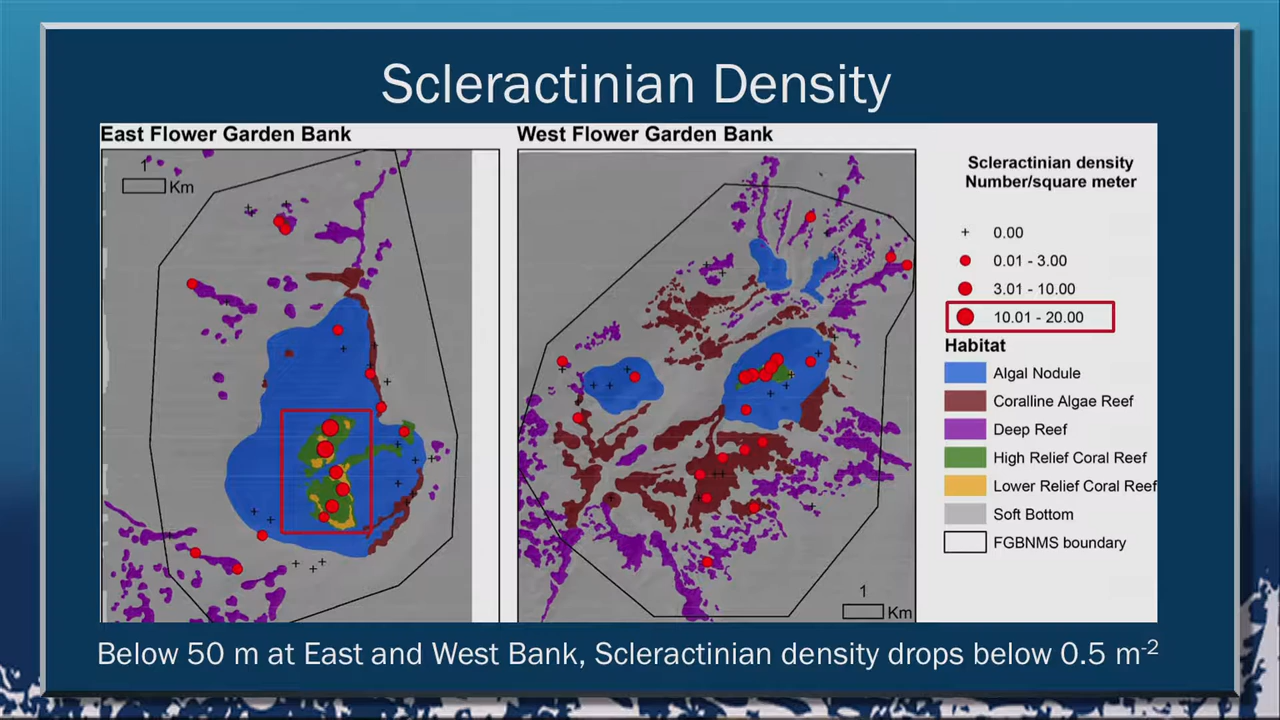 Scleractinian Density
East Flower Garden Bank
West Flower Garden Bank
1
Km
1
Km
Scleractinian density
Number/square meter
0.00
0.01 - 3.00
3.01 - 10.00
10.01 - 20.00
Habitat
Algal Nodule
Coralline Algae Reef
Deep Reef
High Relief Coral Reef
Lower Relief Coral Reef
Soft Bottom
FGBNMS boundary
Below 50 m at East and West Bank, Scleractinian density drops below 0.5 m⁻²